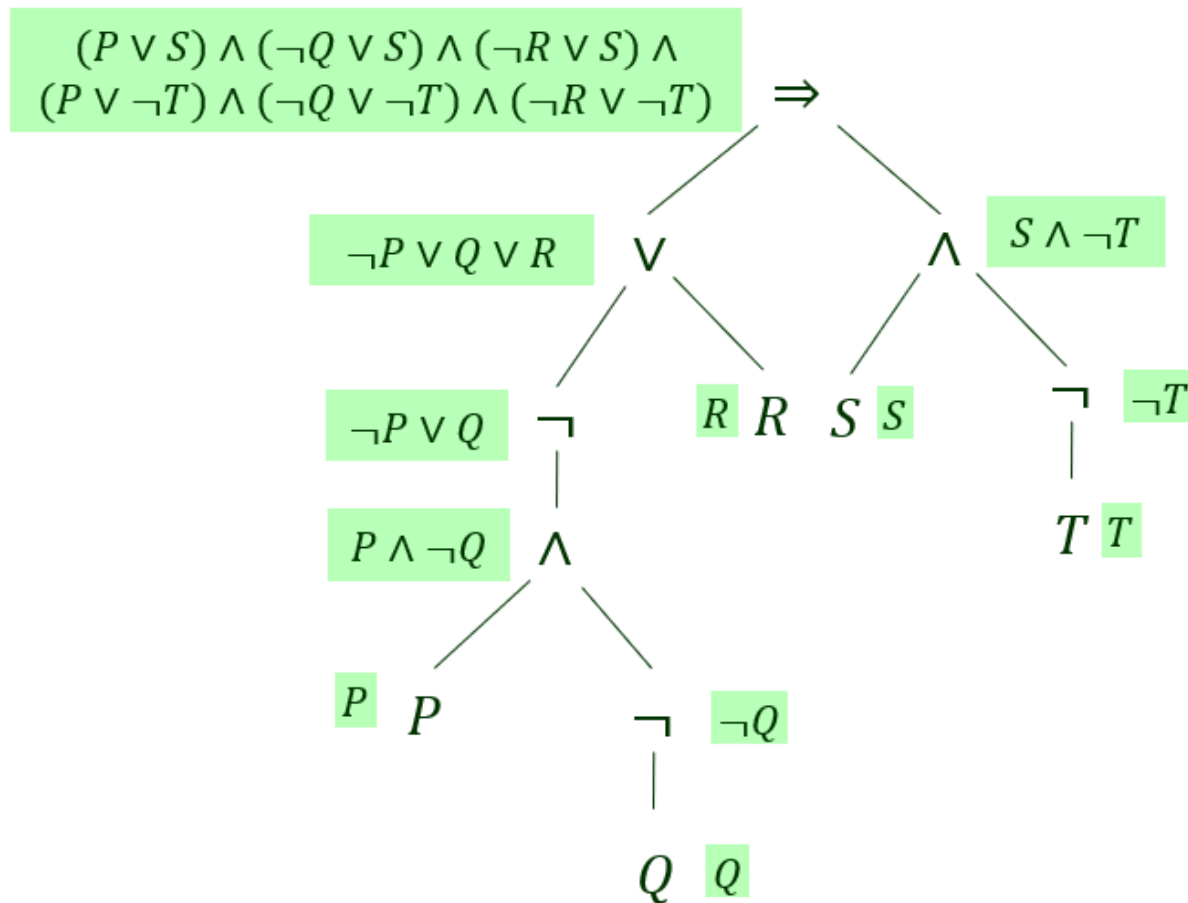 (P ∨ S) ∧ (¬Q ∨ S) ∧ (¬R ∨ S) ∧
(P ∨ ¬T) ∧ (¬Q ∨ ¬T) ∧ (¬R ∨ ¬T) ⇒
¬P ∨ Q ∨ R ∨ ∧ S ∧ ¬T
¬P ∨ Q ¬ R R S S ¬ ¬T
P ∧ ¬Q ∧ T T
P P ¬ ¬Q
Q Q